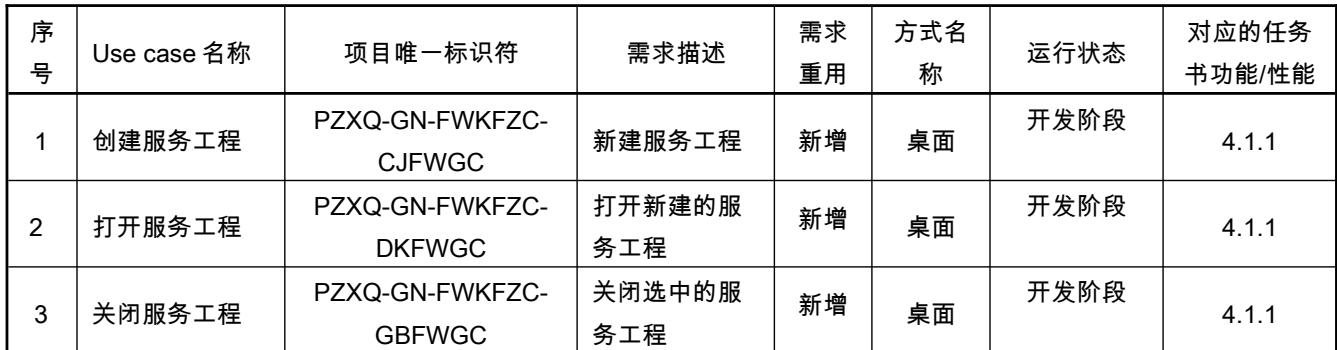 序号 Use case 名称 项目唯一标识符 需求描述 需求重用 方式名称 运行状态 对应的任务书功能/性能
1 创建服务工程 PZXQ-GN-FWKFZC-CJFWGC 新建服务工程 新增 桌面 开发阶段 4.1.1
2 打开服务工程 PZXQ-GN-FWKFZC-DKFWGC 打开新建的服务工程 新增 桌面 开发阶段 4.1.1
3 关闭服务工程 PZXQ-GN-FWKFZC-GBFWGC 关闭选中的服务工程 新增 桌面 开发阶段 4.1.1